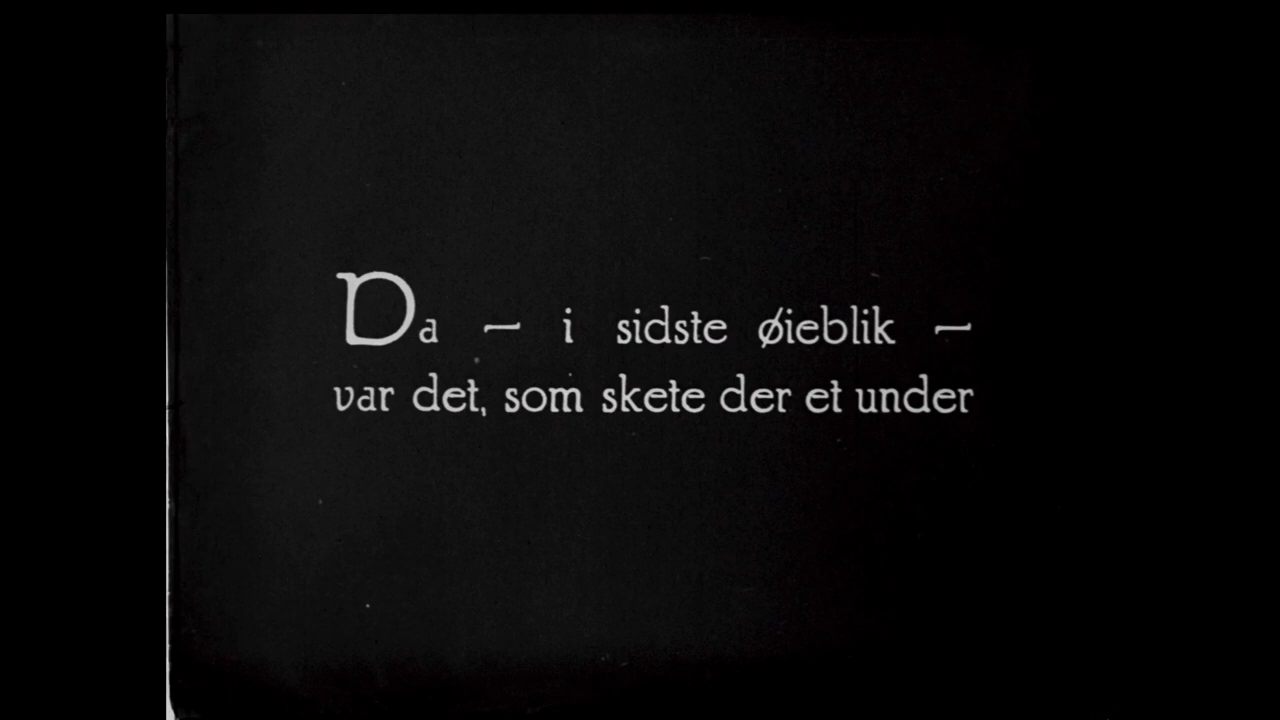 Da — i sidste øieblik —
var det, som skete der et under